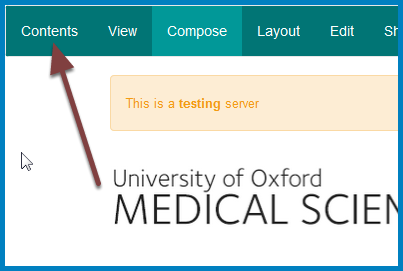 Contents View Compose Layout Edit Sh
This is a testing server
University of Oxford
MEDICAL SCIEN